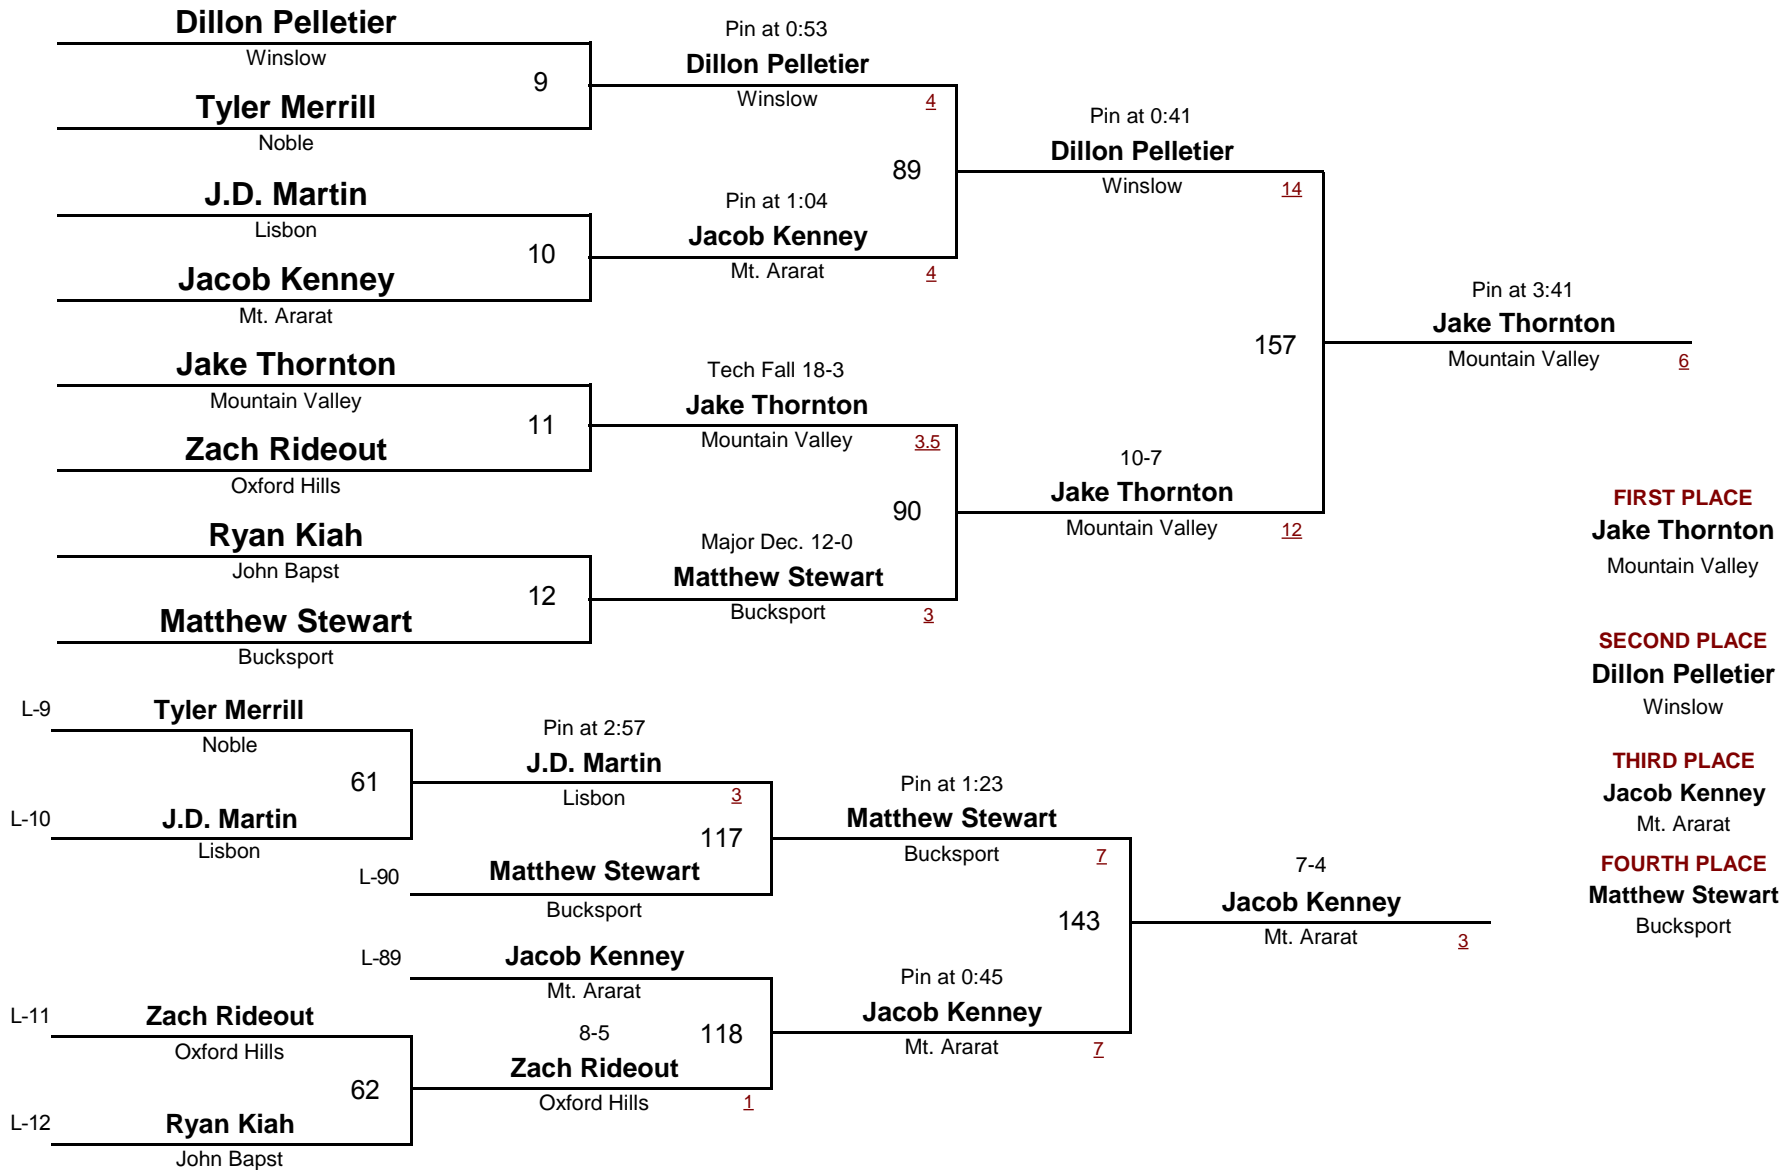 Dillon Pelletier
Winslow
9
Tyler Merrill
Noble
J.D. Martin
Lisbon
10
Jacob Kenney
Mt. Ararat
Jake Thornton
Mountain Valley
11
Zach Rideout
Oxford Hills
Ryan Kiah
John Bapst
12
Matthew Stewart
Bucksport
Pin at 0:53
Dillon Pelletier
Winslow 4
89
Pin at 1:04
Jacob Kenney
Mt. Ararat 4
Tech Fall 18-3
Jake Thornton
Mountain Valley 3.5
90
Major Dec. 12-0
Matthew Stewart
Bucksport 3
Pin at 0:41
Dillon Pelletier
Winslow 14
157
10-7
Jake Thornton
Mountain Valley 12
Pin at 3:41
Jake Thornton
Mountain Valley 6
FIRST PLACE
Jake Thornton
Mountain Valley
SECOND PLACE
Dillon Pelletier
Winslow
THIRD PLACE
Jacob Kenney
Mt. Ararat
FOURTH PLACE
Matthew Stewart
Bucksport
L-9 Tyler Merrill
Noble
61
L-10 J.D. Martin
Lisbon
Pin at 2:57
J.D. Martin
Lisbon 3
117
L-90 Matthew Stewart
Bucksport
L-89 Jacob Kenney
Mt. Ararat
118
8-5
Zach Rideout
Oxford Hills 1
L-11 Zach Rideout
Oxford Hills
62
L-12 Ryan Kiah
John Bapst
Pin at 1:23
Matthew Stewart
Bucksport 7
143
Pin at 0:45
Jacob Kenney
Mt. Ararat 7
7-4
Jacob Kenney
Mt. Ararat 3